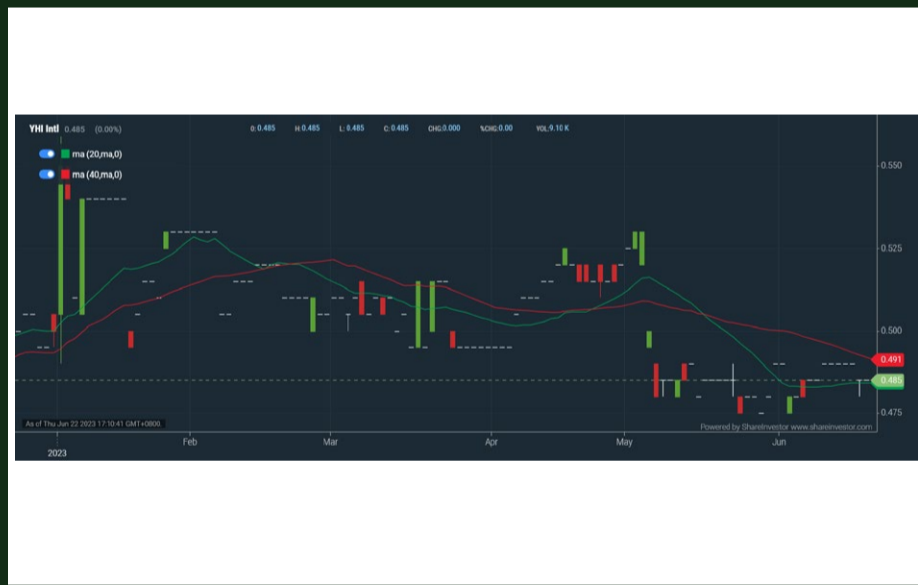 YHI Intl 0.485 (0.00%) O:0.485 H:0.485 L:0.485 C:0.485 CHG:0.000 %CHG:0.00 VOL:9.10 K
ma (20,ma,0)
ma (40,ma,0)
0.550
0.525
0.500
0.491
0.485
0.475
As of Thu Jun 22 2023 17:10:41 GMT+0800.
Powered by ShareInvestor www.shareinvestor.com
Feb Mar Apr May Jun
2023